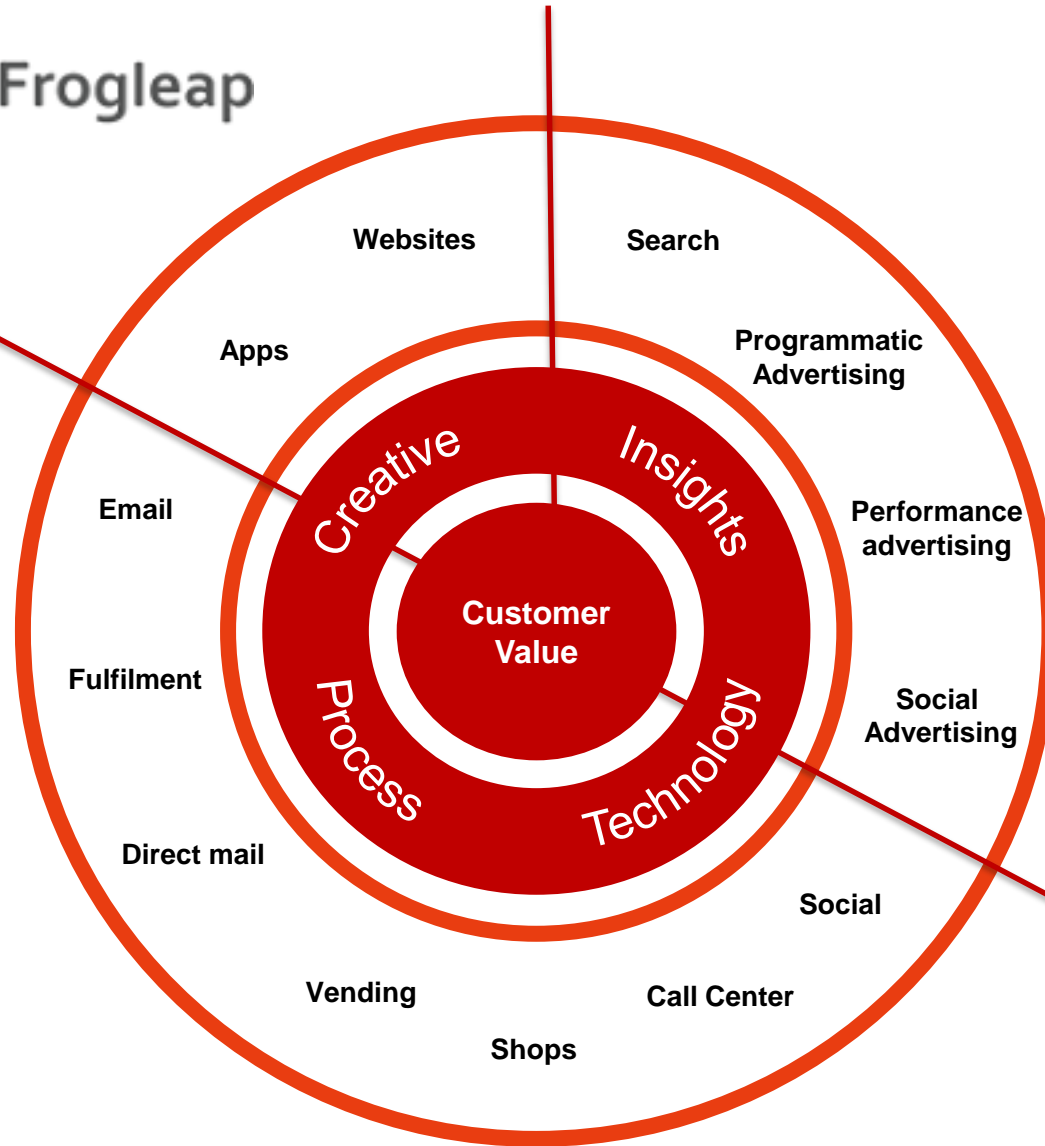 Frogleap
Websites
Search
Apps
Programmatic
Advertising
Creative
Insights
Email
Performance
advertising
Customer
Value
Fulfilment
Process
Technology
Social
Advertising
Direct mail
Social
Vending
Call Center
Shops